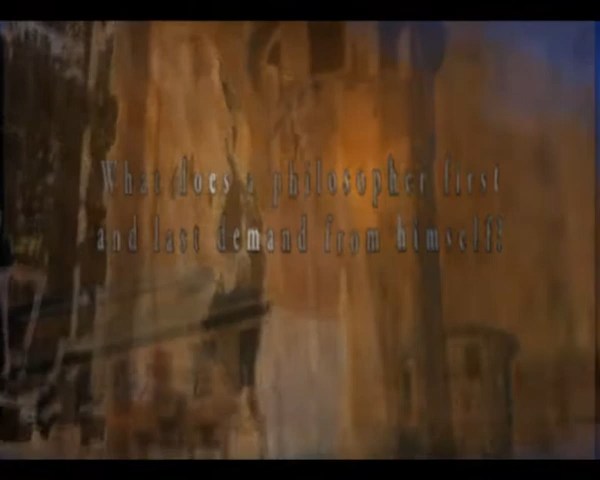 What does a philosopher first
and last demand from himself?